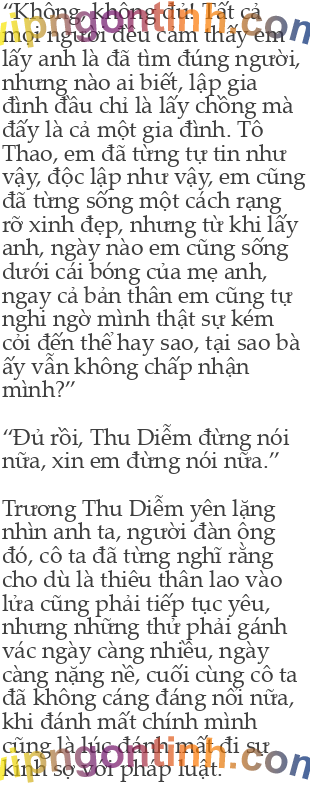 “Không, không đủ! Tất cả
mọi người đều cảm thấy em
lấy anh là đã tìm đúng người,
nhưng nào ai biết, lập gia
đình đâu chỉ là lấy chồng mà
đấy là cả một gia đình. Tô
Thao, em đã từng tự tin như
vậy, độc lập như vậy, em cũng
đã từng sống một cách rạng
rỡ xinh đẹp, nhưng từ khi lấy
anh, ngày nào em cũng sống
dưới cái bóng của mẹ anh,
ngay cả bản thân em cũng tự
nghi ngờ mình thật sự kém
cỏi đến thế hay sao, tại sao bà
ấy vẫn không chấp nhận
mình?”
“Đủ rồi, Thu Diễm đừng nói
nữa, xin em đừng nói nữa.”
Trương Thu Diễm yên lặng
nhìn anh ta, người đàn ông
đó, cô ta đã từng nghĩ rằng
cho dù là thiêu thân lao vào
lửa cũng phải tiếp tục yêu,
nhưng những thứ phải gánh
vác ngày càng nhiều, ngày
càng nặng nề, cuối cùng cô ta
đã không cáng đáng nổi nữa,
khi đánh mất chính mình
cũng là lúc đánh mất đi sự
kính sợ với pháp luật.
vipngontinh.com
vipngontinh.com